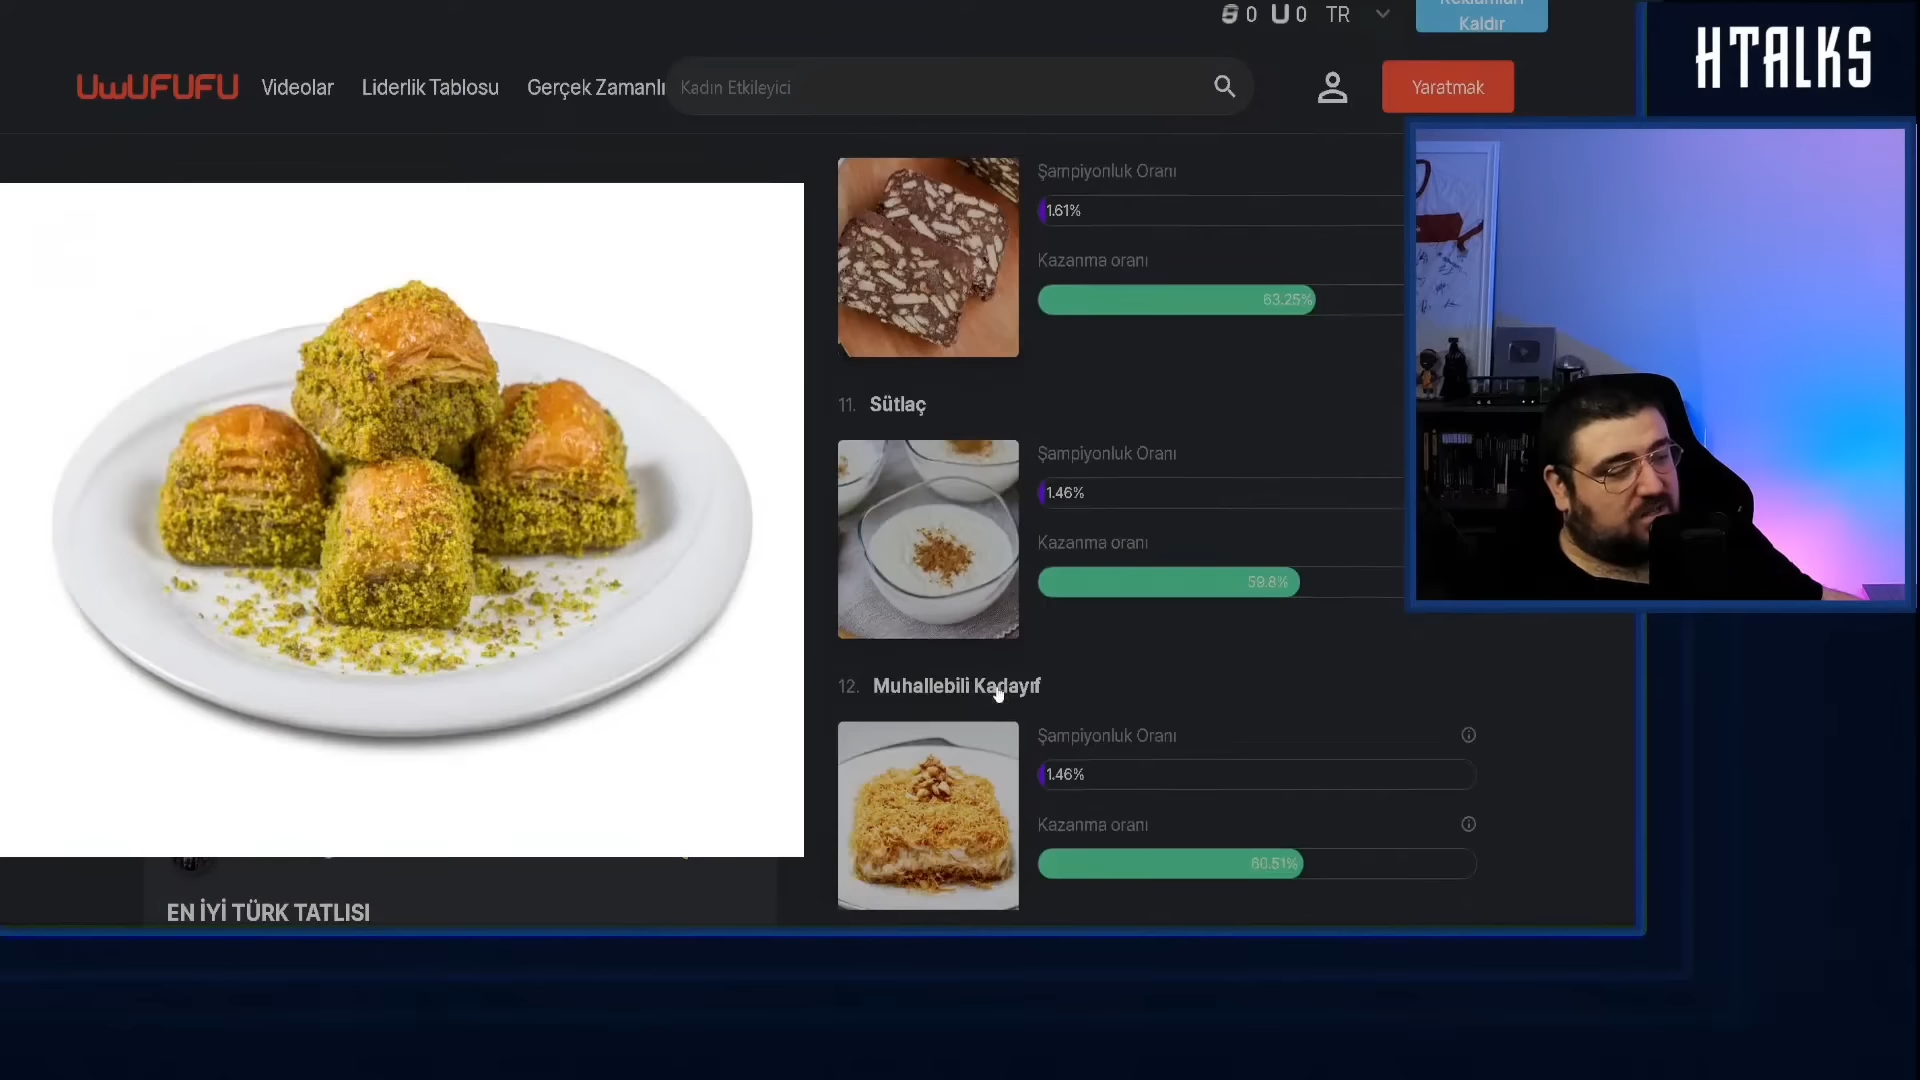 0 0 TR
Kaldır
HTALKS
UwUFUFU Videolar Liderlik Tablosu Gerçek Zamanlı Kadın Etkileyici Yaratmak
Şampiyonluk Oranı
1.61%
Kazanma oranı
63.25%
11. Sütlaç
Şampiyonluk Oranı
1.46%
Kazanma oranı
59.8%
12. Muhallebili Kadayıf
Şampiyonluk Oranı
1.46%
Kazanma oranı
60.51%
EN İYİ TÜRK TATLISI